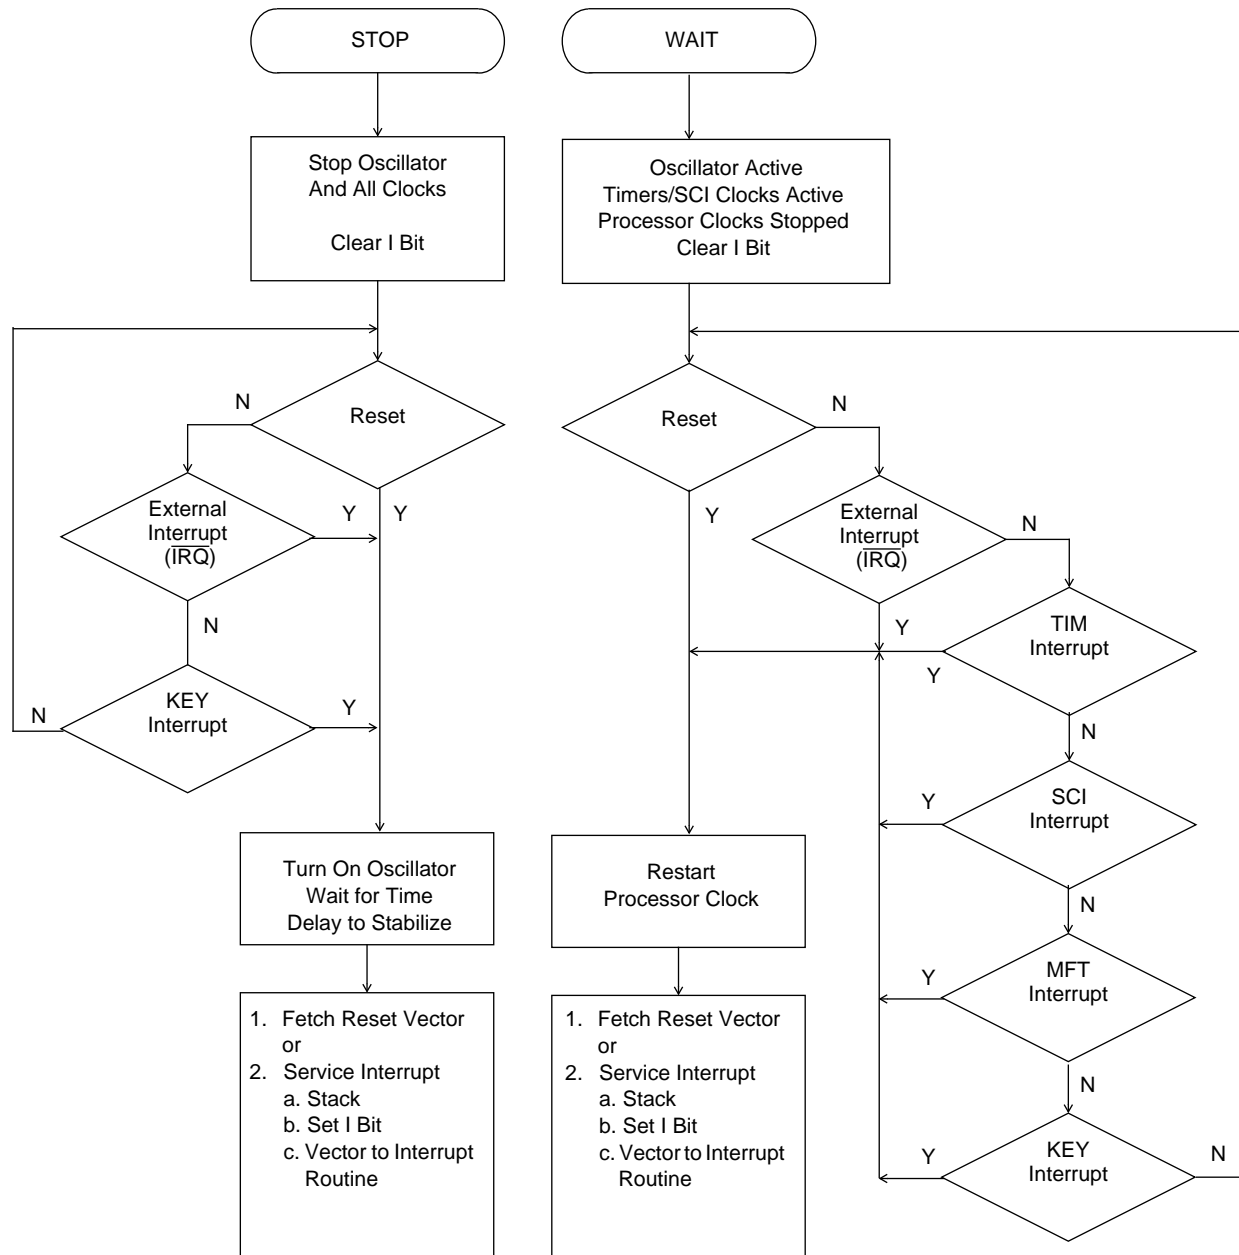 STOP
Stop Oscillator
And All Clocks
Clear I Bit
Reset
N
Y
External
Interrupt
(IRQ)
Y
N
KEY
Interrupt
Y
N
Turn On Oscillator
Wait for Time
Delay to Stabilize
1. Fetch Reset Vector
or
2. Service Interrupt
a. Stack
b. Set I Bit
c. Vector to Interrupt
Routine
WAIT
Oscillator Active
Timers/SCI Clocks Active
Processor Clocks Stopped
Clear I Bit
Reset
N
Y
External
Interrupt
(IRQ)
N
Y
TIM
Interrupt
Y
N
SCI
Interrupt
Y
N
MFT
Interrupt
Y
N
KEY
Interrupt
Y
N
Restart
Processor Clock
1. Fetch Reset Vector
or
2. Service Interrupt
a. Stack
b. Set I Bit
c. Vector to Interrupt
Routine